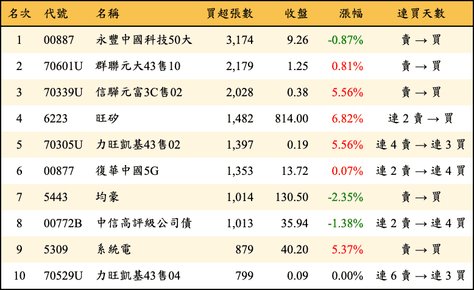 名次 代號 名稱 買超張數 收盤 漲幅 連買天數
1 00887 永豐中國科技50大 3,174 9.26 -0.87% 賣 → 買
2 70601U 群聯元大43售10 2,179 1.25 0.81% 賣 → 買
3 70339U 信驊元富3C售02 2,028 0.38 5.56% 賣 → 買
4 6223 旺矽 1,482 814.00 6.82% 連 2 賣 → 買
5 70305U 力旺凱基43售02 1,397 0.19 5.56% 連 4 賣 → 連 3 買
6 00877 復華中國5G 1,353 13.72 0.07% 連 2 賣 → 連 4 買
7 5443 均豪 1,014 130.50 -2.35% 賣 → 買
8 00772B 中信高評級公司債 1,013 35.94 -1.38% 連 2 賣 → 連 4 買
9 5309 系統電 879 40.20 5.37% 賣 → 買
10 70529U 力旺凱基43售04 799 0.09 0.00% 連 6 賣 → 連 3 買